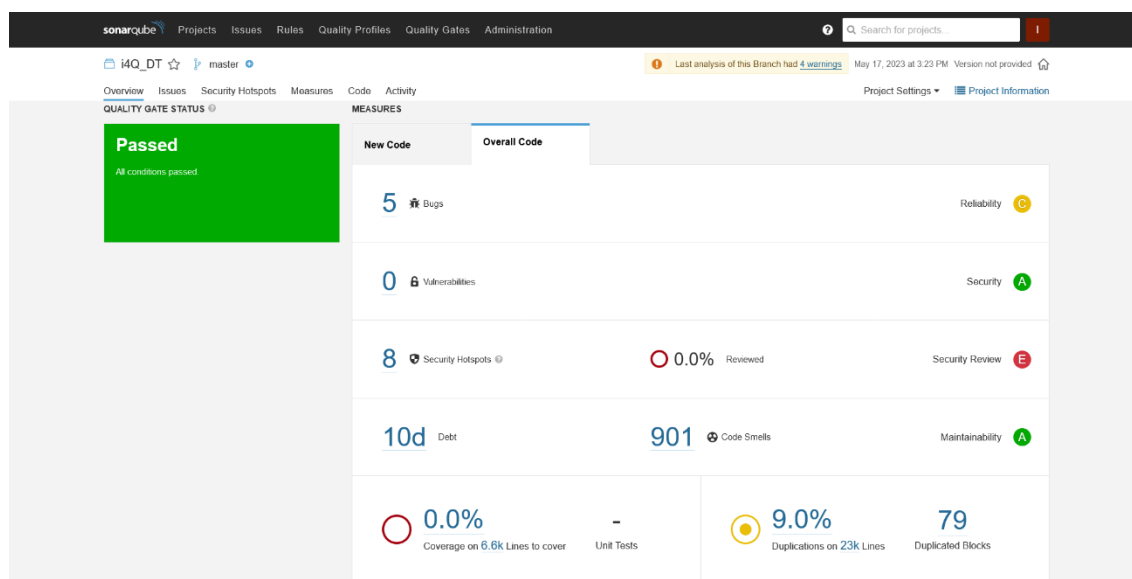 sonarqube Projects Issues Rules Quality Profiles Quality Gates Administration ? Search for projects... I
i4Q_DT master Last analysis of this Branch had 4 warnings May 17, 2023 at 3:23 PM Version not provided
Overview Issues Security Hotspots Measures Code Activity Project Settings Project Information
QUALITY GATE STATUS ? MEASURES
Passed
All conditions passed.
New Code Overall Code
5 Bugs Reliability C
0 Vulnerabilities Security A
8 Security Hotspots ? 0.0% Reviewed Security Review E
10d Debt 901 Code Smells Maintainability A
0.0% - 9.0% 79
Coverage on 6.6k Lines to cover Unit Tests Duplications on 23k Lines Duplicated Blocks